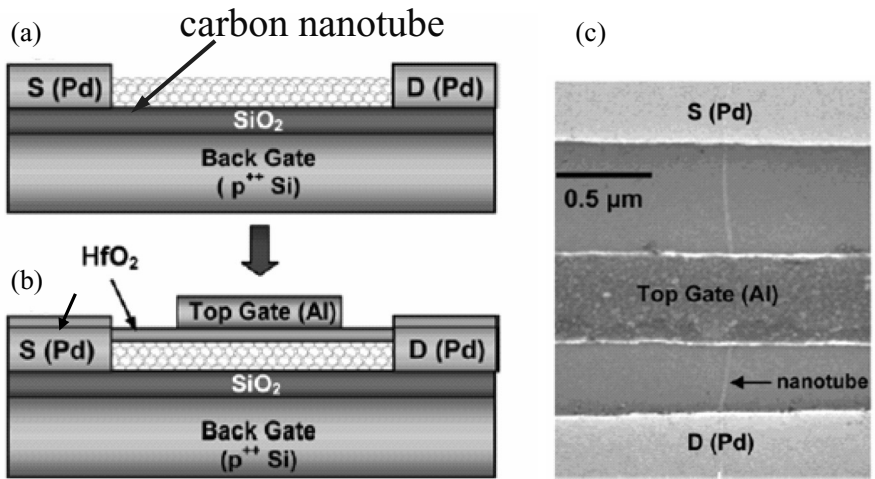 (a)
carbon nanotube
S (Pd)
D (Pd)
SiO₂
Back Gate
( p⁺⁺ Si)
(b)
HfO₂
Top Gate (Al)
S (Pd)
D (Pd)
SiO₂
Back Gate
(p⁺⁺ Si)
(c)
S (Pd)
0.5 µm
Top Gate (Al)
nanotube
D (Pd)